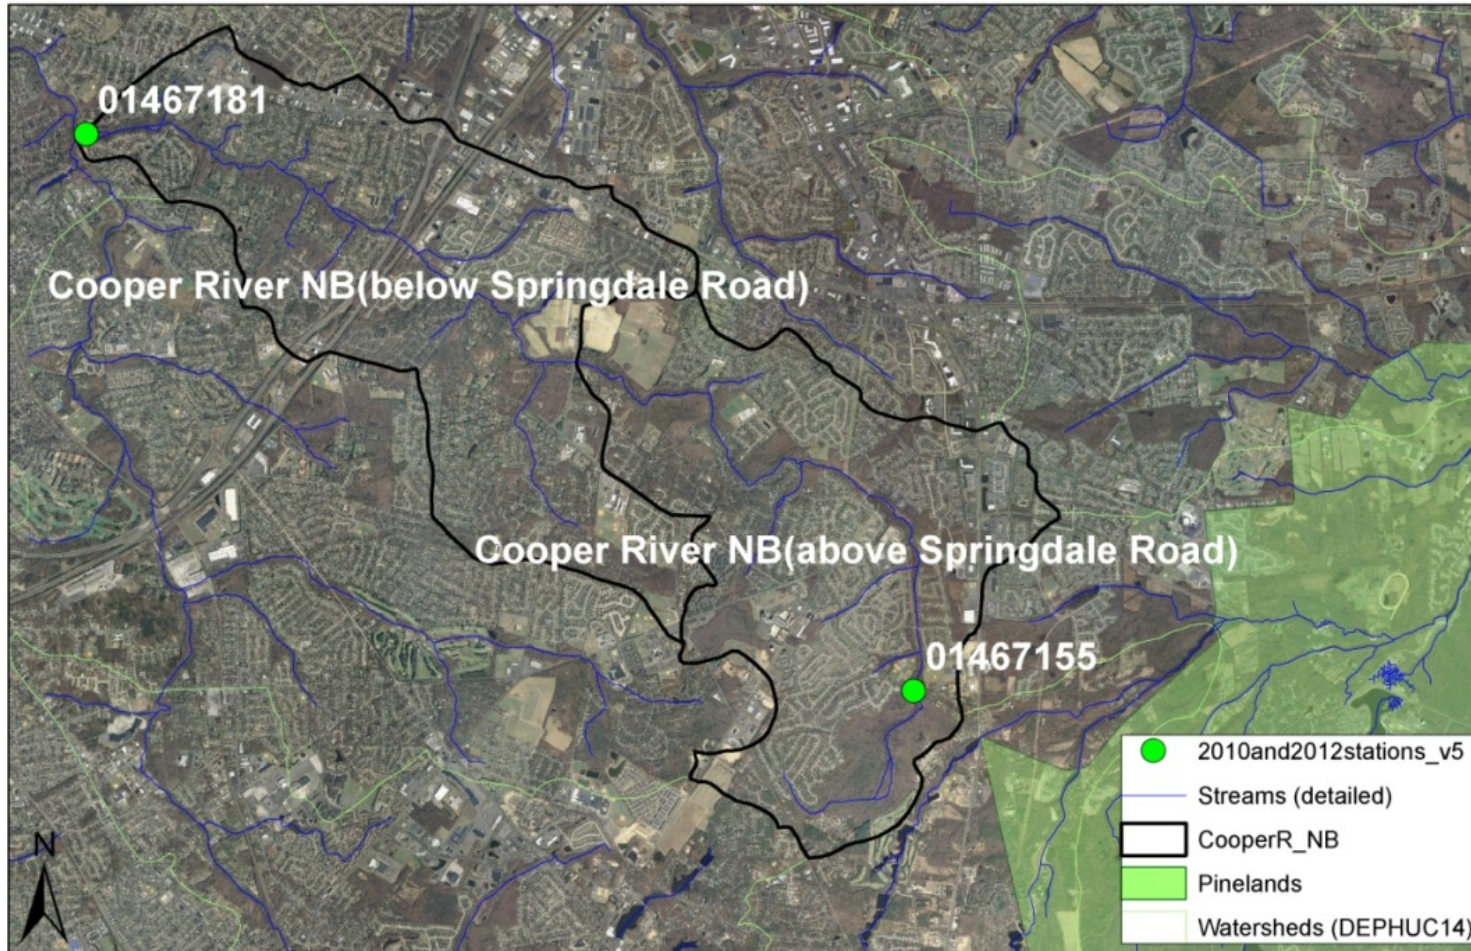 01467181
Cooper River NB(below Springdale Road)
Cooper River NB(above Springdale Road)
01467155
2010and2012stations_v5
Streams (detailed)
CooperR_NB
Pinelands
Watersheds (DEPHUC14)
N